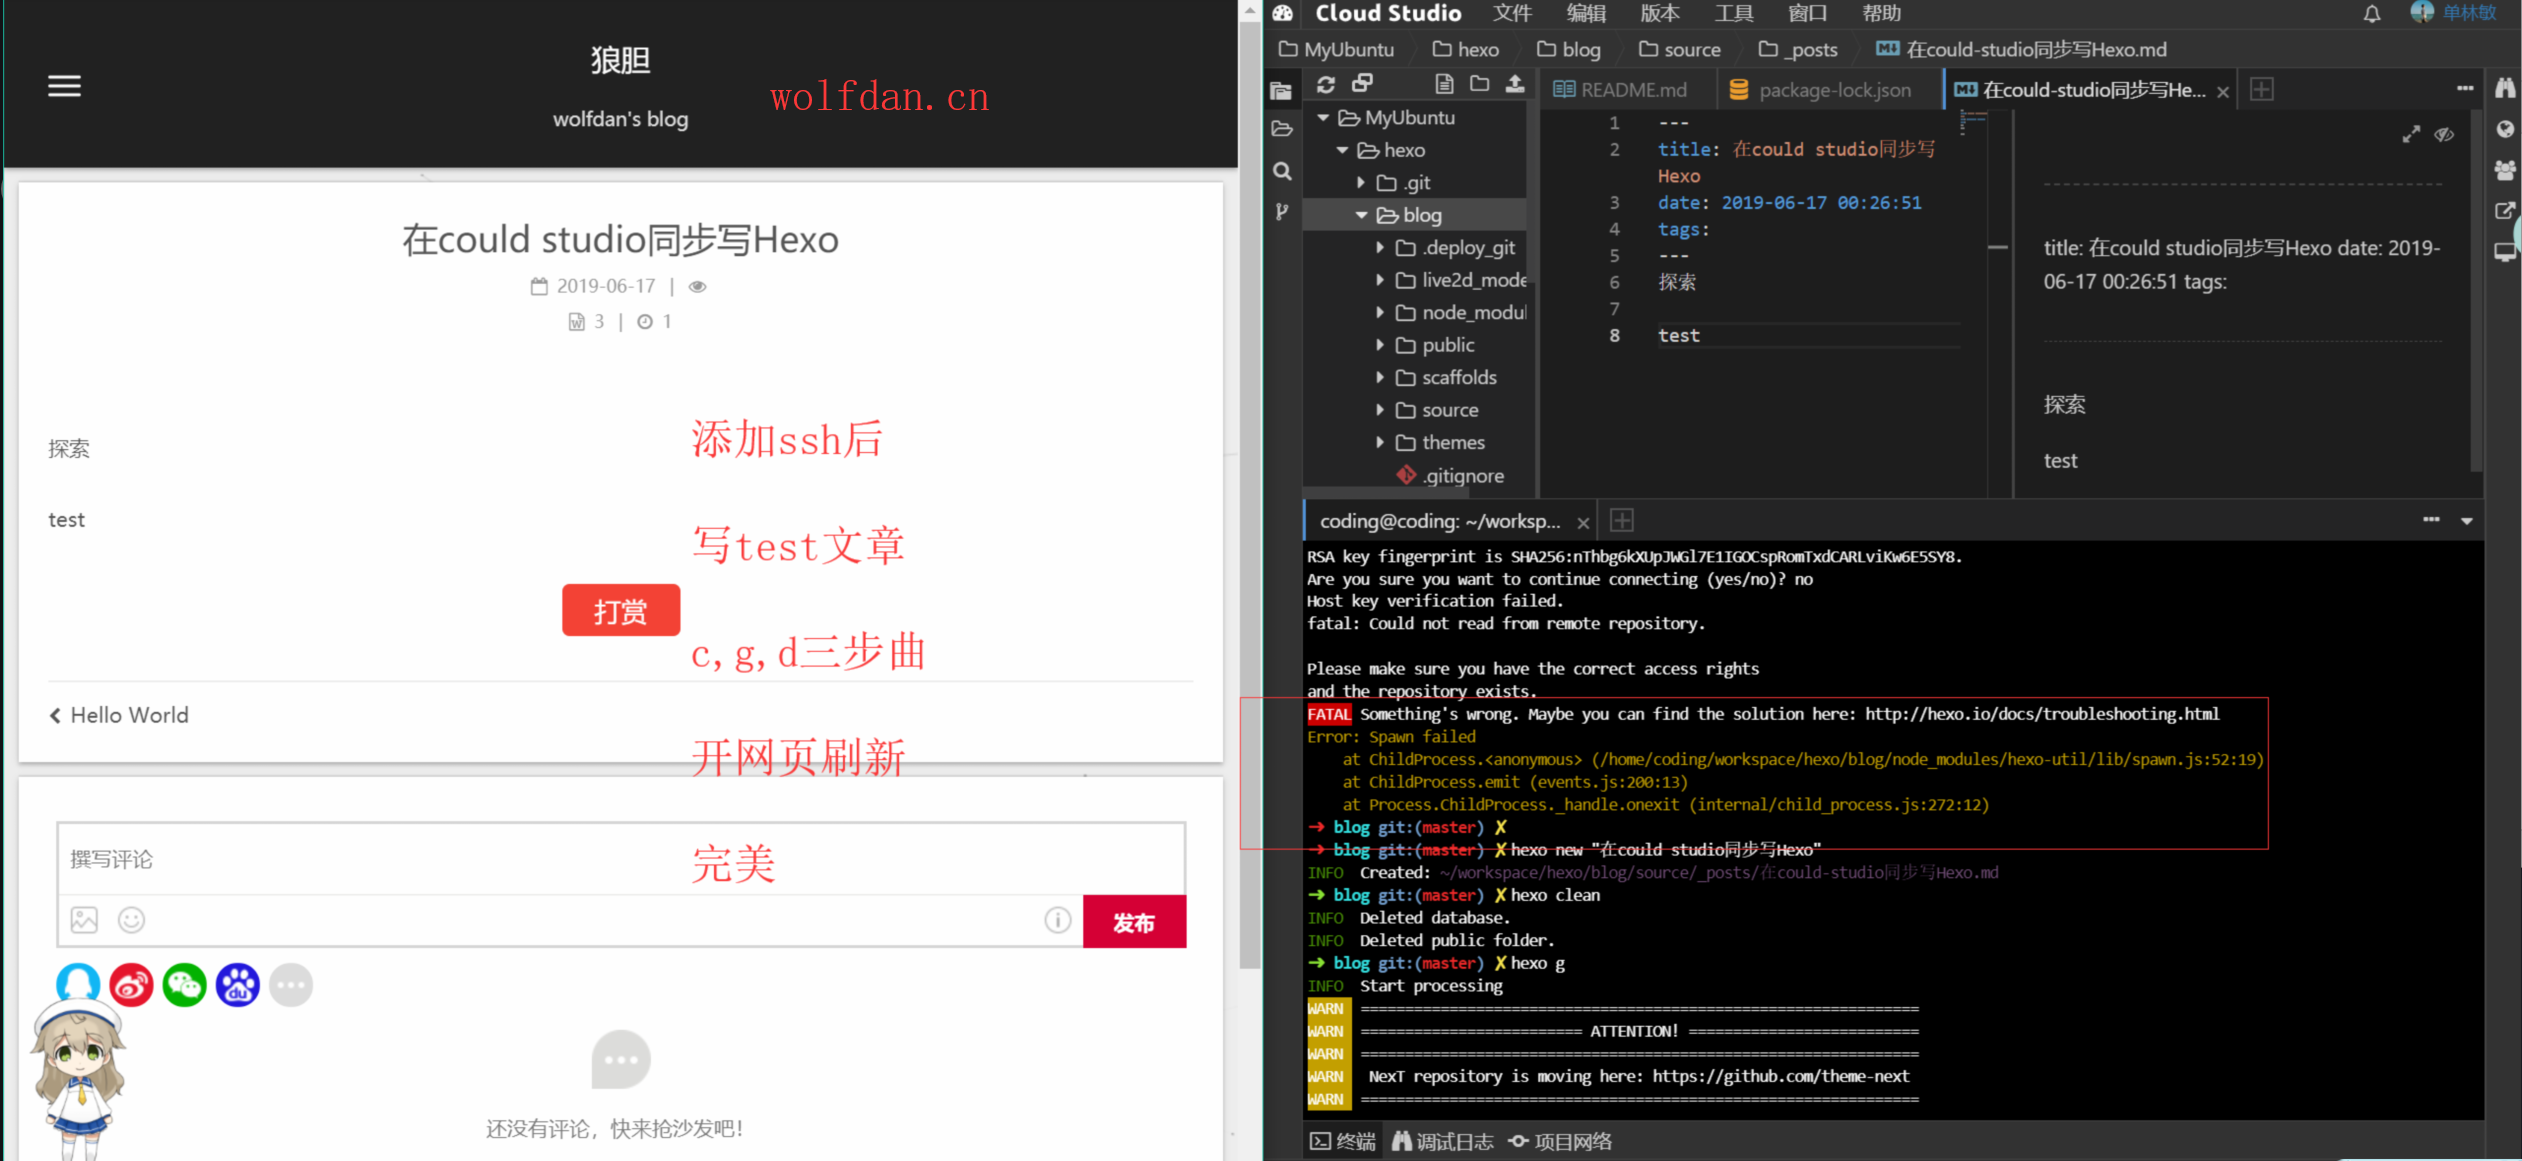 狼胆
wolfdan's blog
wolfdan.cn
在could studio同步写Hexo
2019-06-17 |
3 | 1
探索
test
添加ssh后
写test文章
打赏
c,g,d三步曲
Hello World
开网页刷新
撰写评论
完美
发布
du
还没有评论，快来抢沙发吧！
Cloud Studio 文件 编辑 版本 工具 窗口 帮助 单林敏
MyUbuntu hexo blog source _posts 在could-studio同步写Hexo.md
README.md package-lock.json 在could-studio同步写He...
MyUbuntu
hexo
.git
blog
.deploy_git
live2d_mode
node_modul
public
scaffolds
source
themes
.gitignore
1 ---
2 title: 在could studio同步写
Hexo
3 date: 2019-06-17 00:26:51
4 tags:
5 ---
6 探索
7
8 test
title: 在could studio同步写Hexo date: 2019-
06-17 00:26:51 tags:
探索
test
coding@coding: ~/worksp...
RSA key fingerprint is SHA256:nThbg6kXUpJWGl7E1IGOCspRomTxdCARLviKw6E5SY8.
Are you sure you want to continue connecting (yes/no)? no
Host key verification failed.
fatal: Could not read from remote repository.
Please make sure you have the correct access rights
and the repository exists.
FATAL Something's wrong. Maybe you can find the solution here: http://hexo.io/docs/troubleshooting.html
Error: Spawn failed
at ChildProcess.<anonymous> (/home/coding/workspace/hexo/blog/node_modules/hexo-util/lib/spawn.js:52:19)
at ChildProcess.emit (events.js:200:13)
at Process.ChildProcess._handle.onexit (internal/child_process.js:272:12)
➜ blog git:(master) ✗
➜ blog git:(master) ✗ hexo new "在could studio同步写Hexo"
INFO Created: ~/workspace/hexo/blog/source/_posts/在could-studio同步写Hexo.md
➜ blog git:(master) ✗ hexo clean
INFO Deleted database.
INFO Deleted public folder.
➜ blog git:(master) ✗ hexo g
INFO Start processing
WARN ===============================================================
WARN ========================= ATTENTION! ==========================
WARN ===============================================================
WARN NexT repository is moving here: https://github.com/theme-next
WARN ===============================================================
终端 调试日志 项目网络